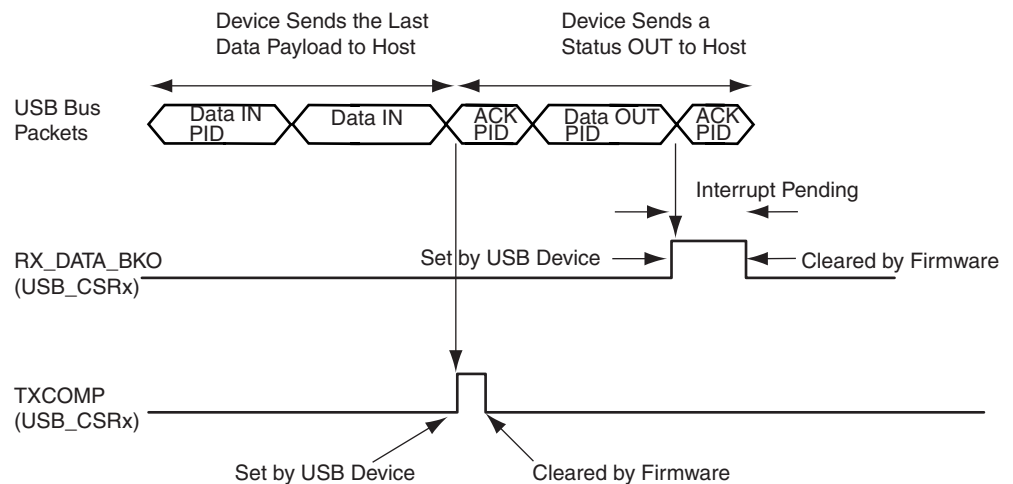 Device Sends the Last
Data Payload to Host
Device Sends a
Status OUT to Host
USB Bus
Packets
Data IN
PID
Data IN
ACK
PID
Data OUT
PID
ACK
PID
Interrupt Pending
RX_DATA_BKO
(USB_CSRx)
Set by USB Device
Cleared by Firmware
TXCOMP
(USB_CSRx)
Set by USB Device
Cleared by Firmware